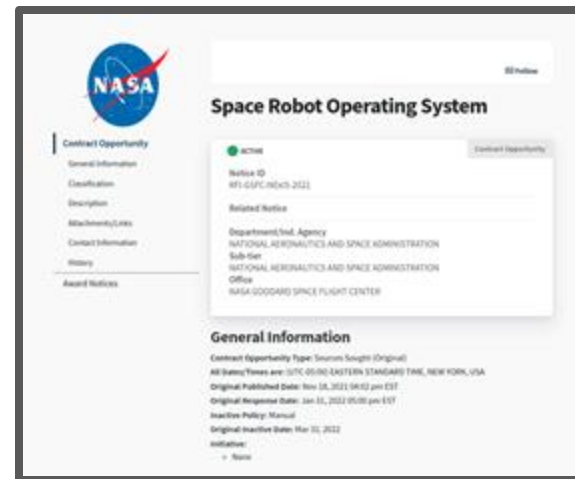 NASA
Follow
Space Robot Operating System
Contract Opportunity
General Information
Classification
Description
Attachments/Links
Contact Information
History
Award Notices
ACTIVE
Contract Opportunity
Notice ID
Related Notice
Department/Ind. Agency
NATIONAL AERONAUTICS AND SPACE ADMINISTRATION
Sub-tier
NATIONAL AERONAUTICS AND SPACE ADMINISTRATION
Office
NASA GODDARD SPACE FLIGHT CENTER
General Information
Contract Opportunity Type: Sources Sought (Original)
All Dates/Times are: (UTC-05:00) EASTERN STANDARD TIME, NEW YORK, USA
Original Published Date: Nov 18, 2021 04:02 pm EST
Original Response Date: Jan 31, 2022 05:00 pm EST
Inactive Policy: Manual
Original Inactive Date: Mar 31, 2022
Initiative:
None